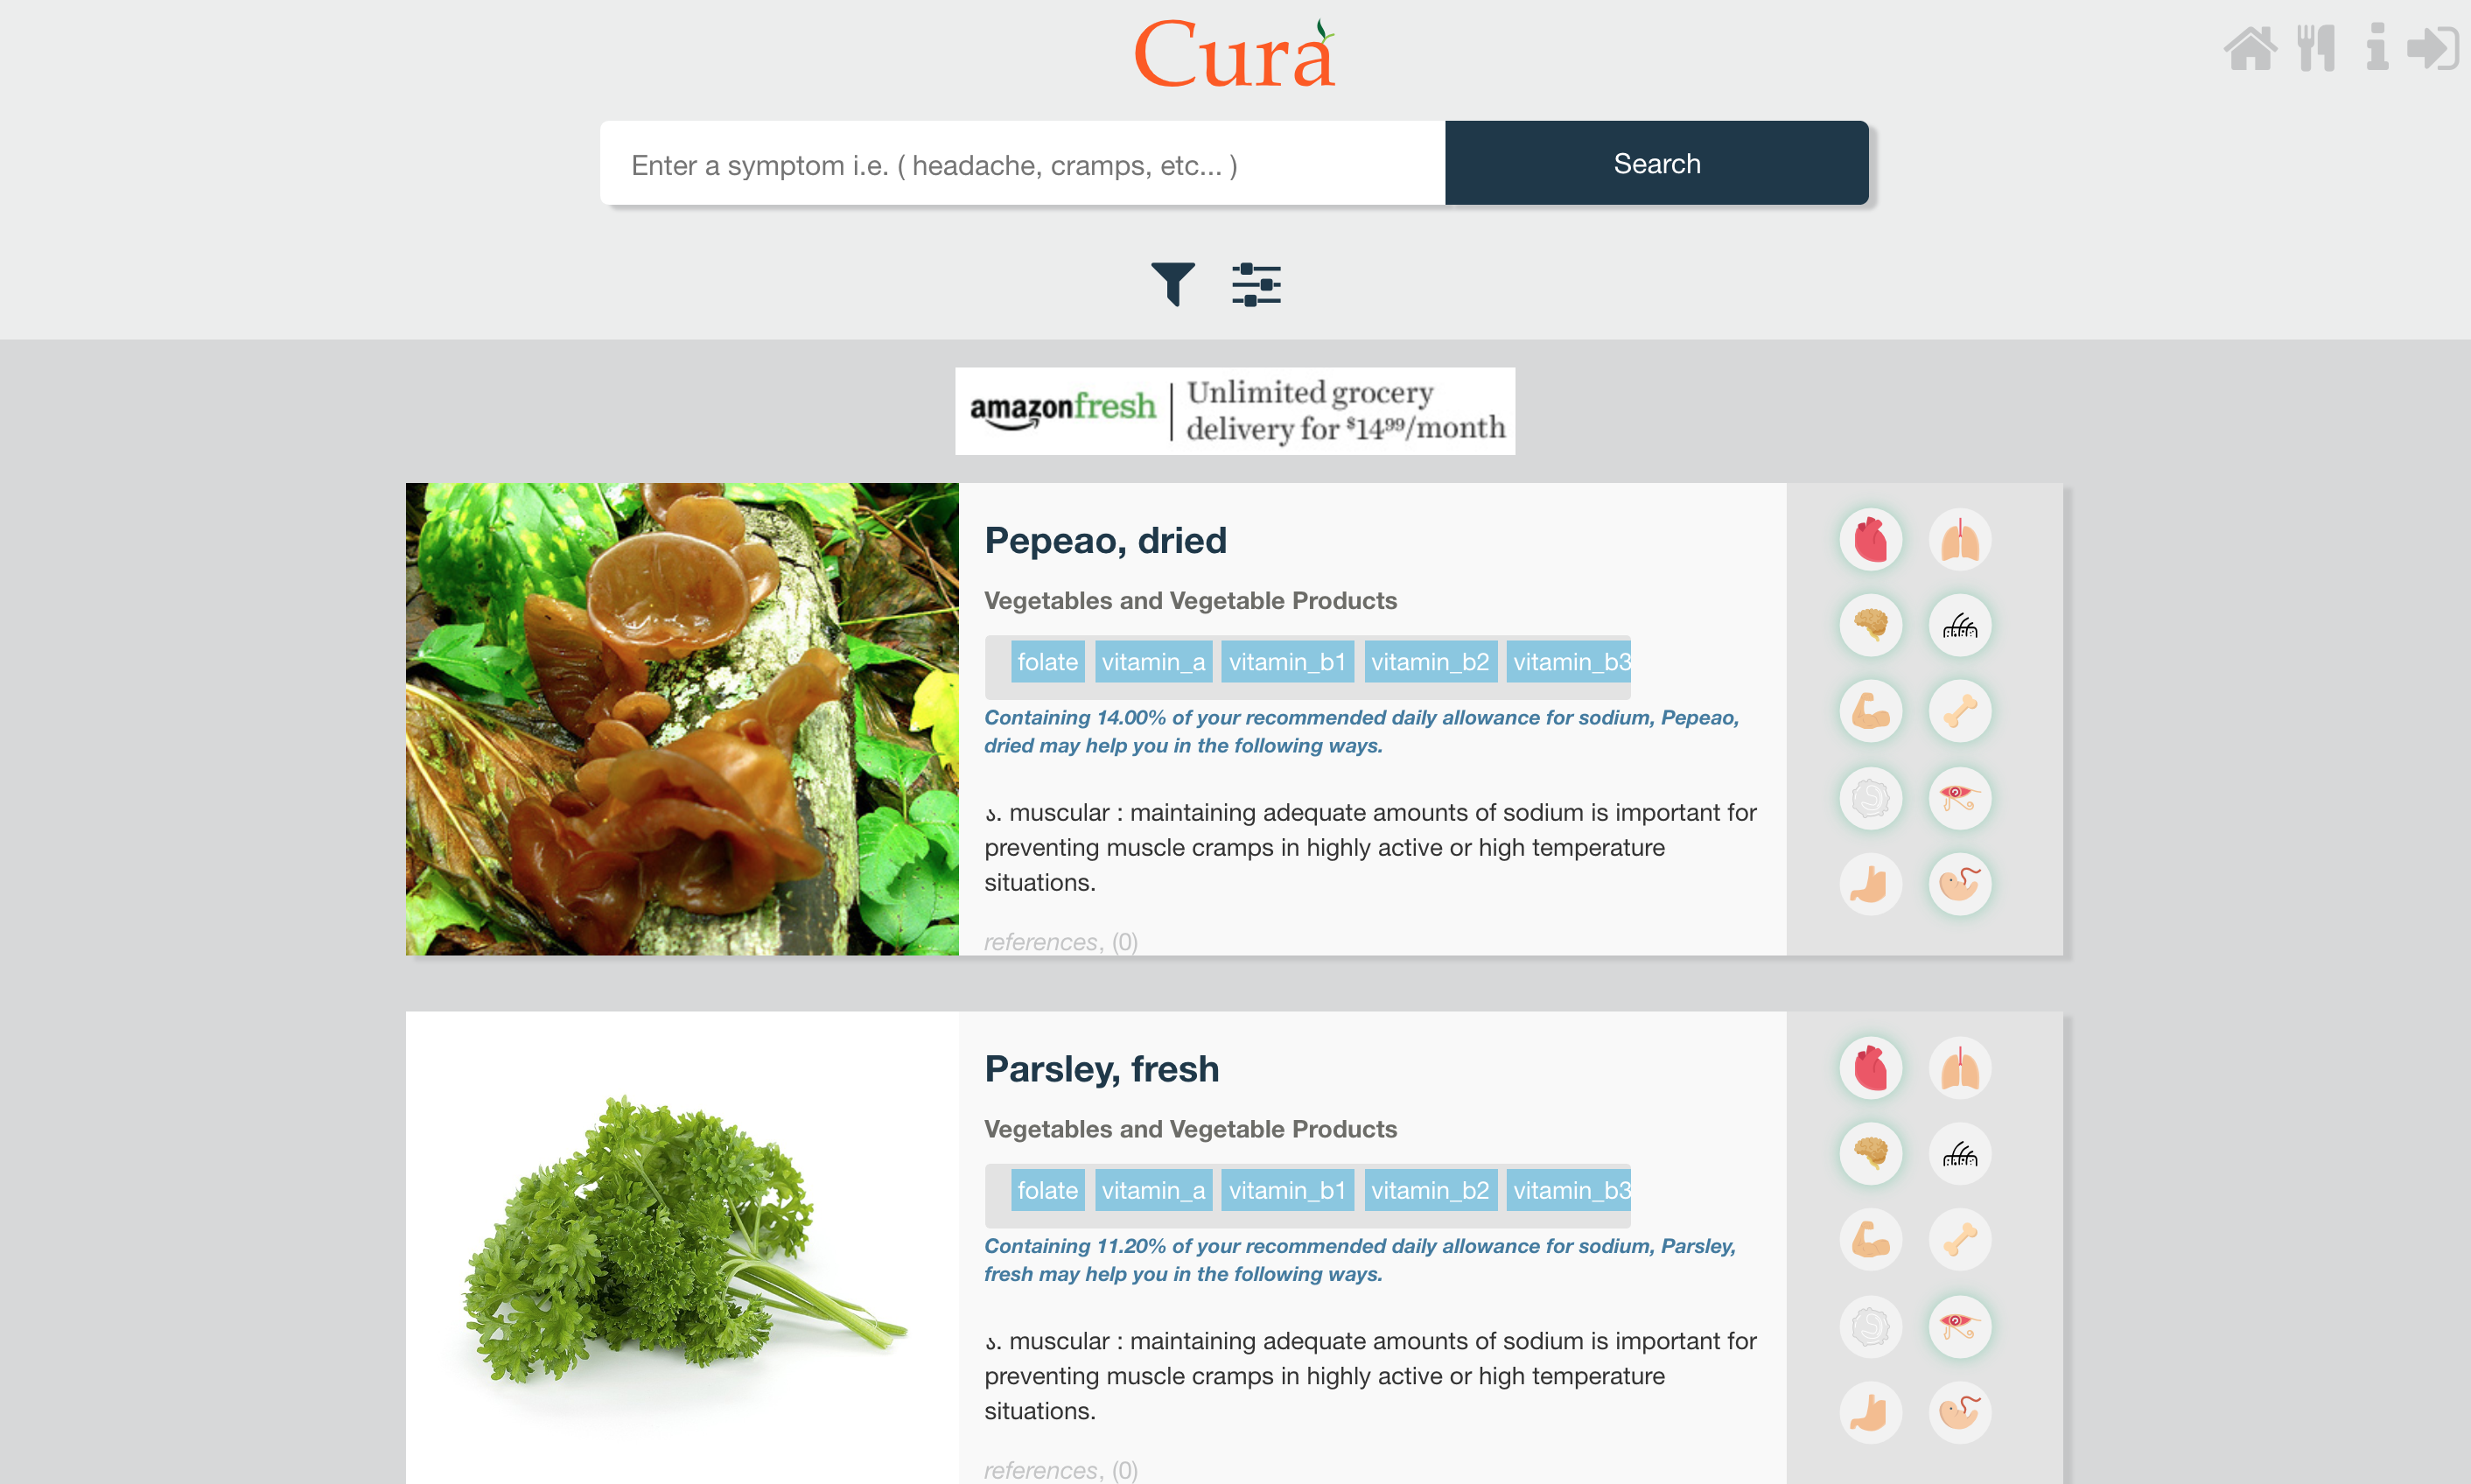 Cura
Enter a symptom i.e. ( headache, cramps, etc... )
Search
amazonfresh
Unlimited grocery
delivery for $14.99/month
Pepeao, dried
Vegetables and Vegetable Products
folate vitamin_a vitamin_b1 vitamin_b2 vitamin_b3
Containing 14.00% of your recommended daily allowance for sodium, Pepeao,
dried may help you in the following ways.
ა. muscular : maintaining adequate amounts of sodium is important for
preventing muscle cramps in highly active or high temperature
situations.
references, (0)
Parsley, fresh
Vegetables and Vegetable Products
folate vitamin_a vitamin_b1 vitamin_b2 vitamin_b3
Containing 11.20% of your recommended daily allowance for sodium, Parsley,
fresh may help you in the following ways.
ა. muscular : maintaining adequate amounts of sodium is important for
preventing muscle cramps in highly active or high temperature
situations.
references, (0)